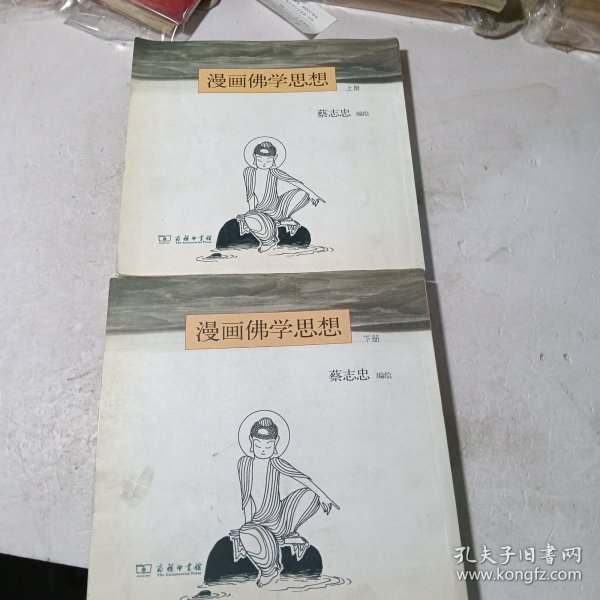 漫画佛学思想
上册
蔡志忠 编绘
商务印书馆
The Commercial Press
漫画佛学思想
下册
蔡志忠 编绘
商务印书馆
The Commercial Press
孔夫子旧书网
www.kongfz.com